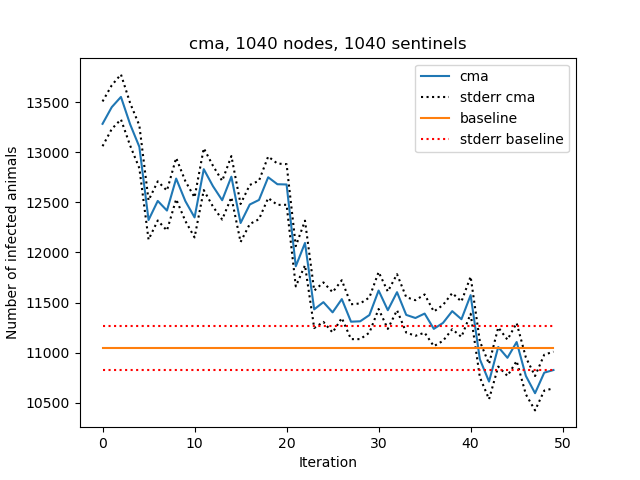 cma, 1040 nodes, 1040 sentinels
cma
stderr cma
baseline
stderr baseline
Number of infected animals
13500
13000
12500
12000
11500
11000
10500
0 10 20 30 40 50
Iteration